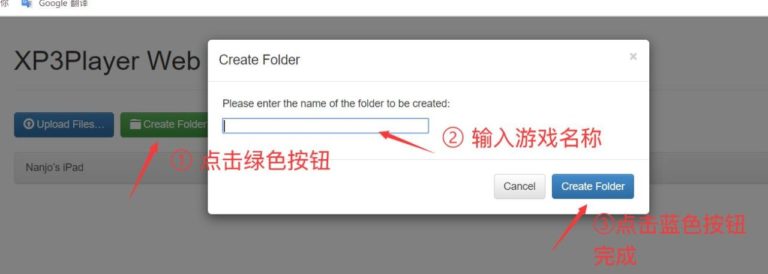 你 Google 翻译
XP3Player Web
Create Folder
×
Please enter the name of the folder to be created:
② 输入游戏名称
Upload Files...
Create Folder
① 点击绿色按钮
Nanjo's iPad
Cancel
Create Folder
③点击蓝色按钮
完成